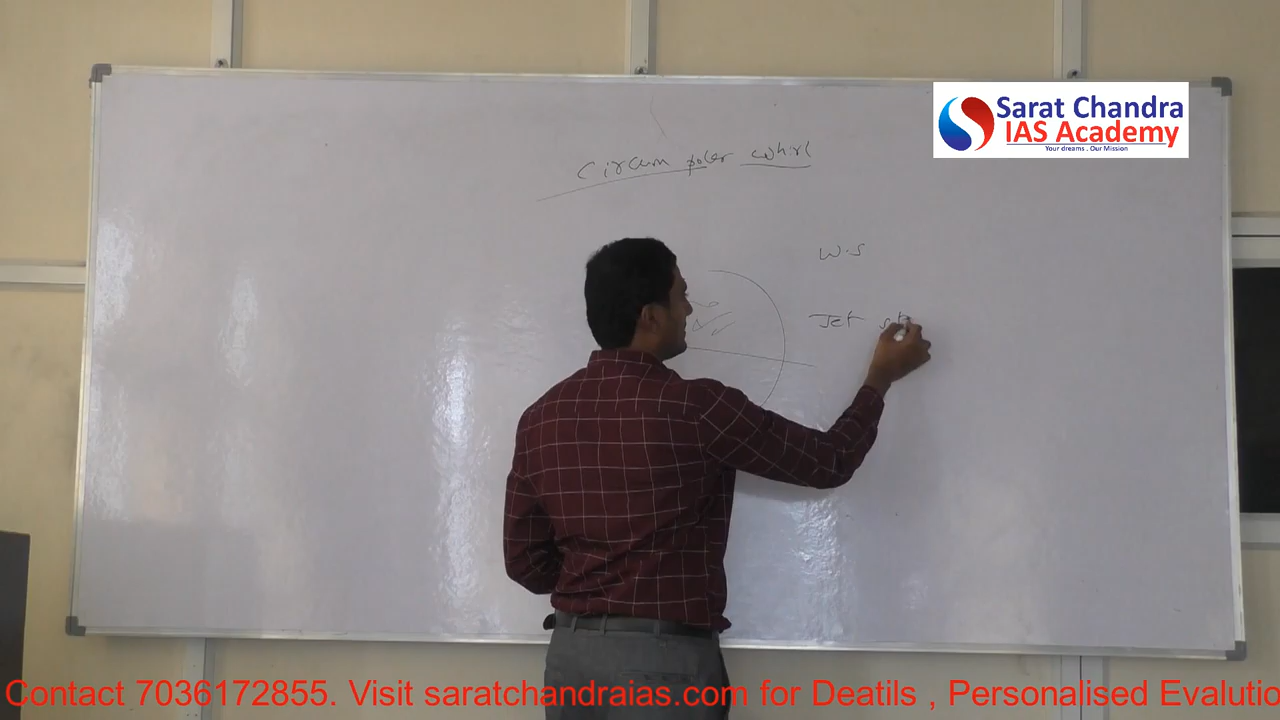 Sarat Chandra
IAS Academy
Your dreams . Our Mission
Circum poler whirl
W.S
Jet st
Contact 7036172855. Visit saratchandraias.com for Deatils , Personalised Evalutio